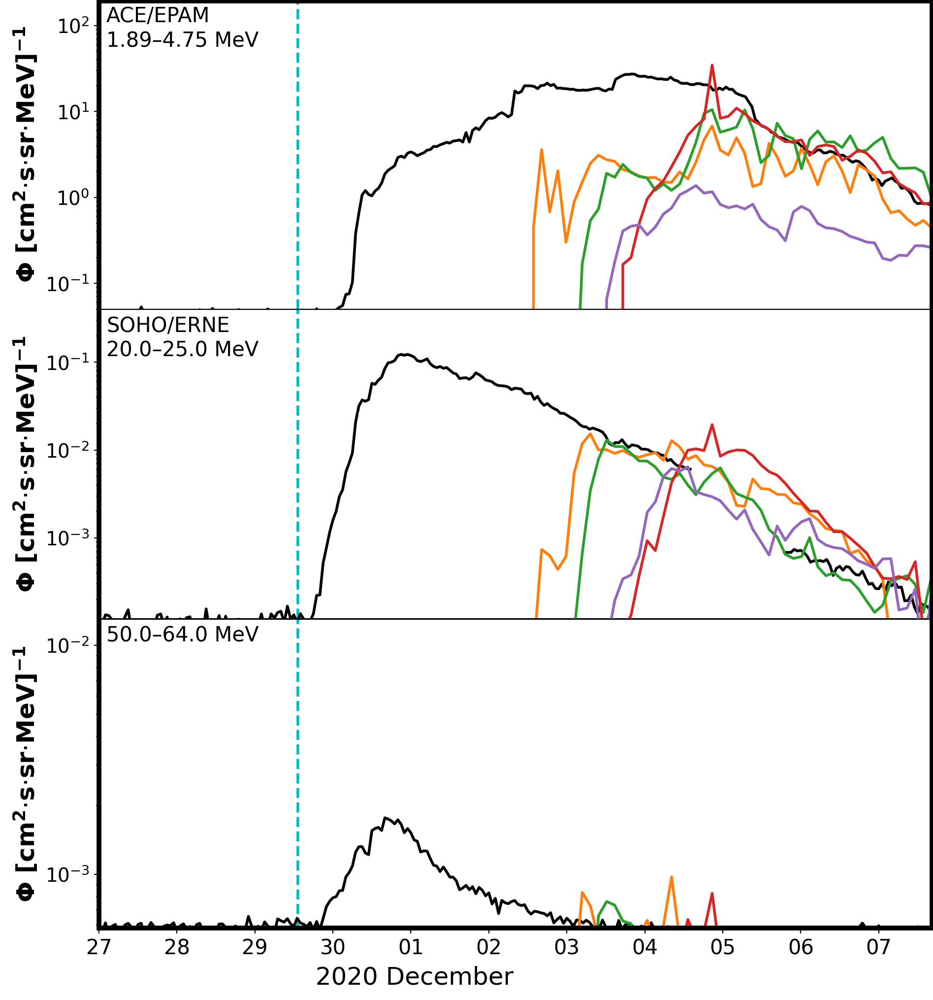 ACE/EPAM
1.89–4.75 MeV
10²
10¹
10⁰
10⁻¹
Φ [cm²·s·sr·MeV]⁻¹
SOHO/ERNE
20.0–25.0 MeV
10⁻¹
10⁻²
10⁻³
Φ [cm²·s·sr·MeV]⁻¹
50.0–64.0 MeV
10⁻²
10⁻³
Φ [cm²·s·sr·MeV]⁻¹
27 28 29 30 01 02 03 04 05 06 07
2020 December